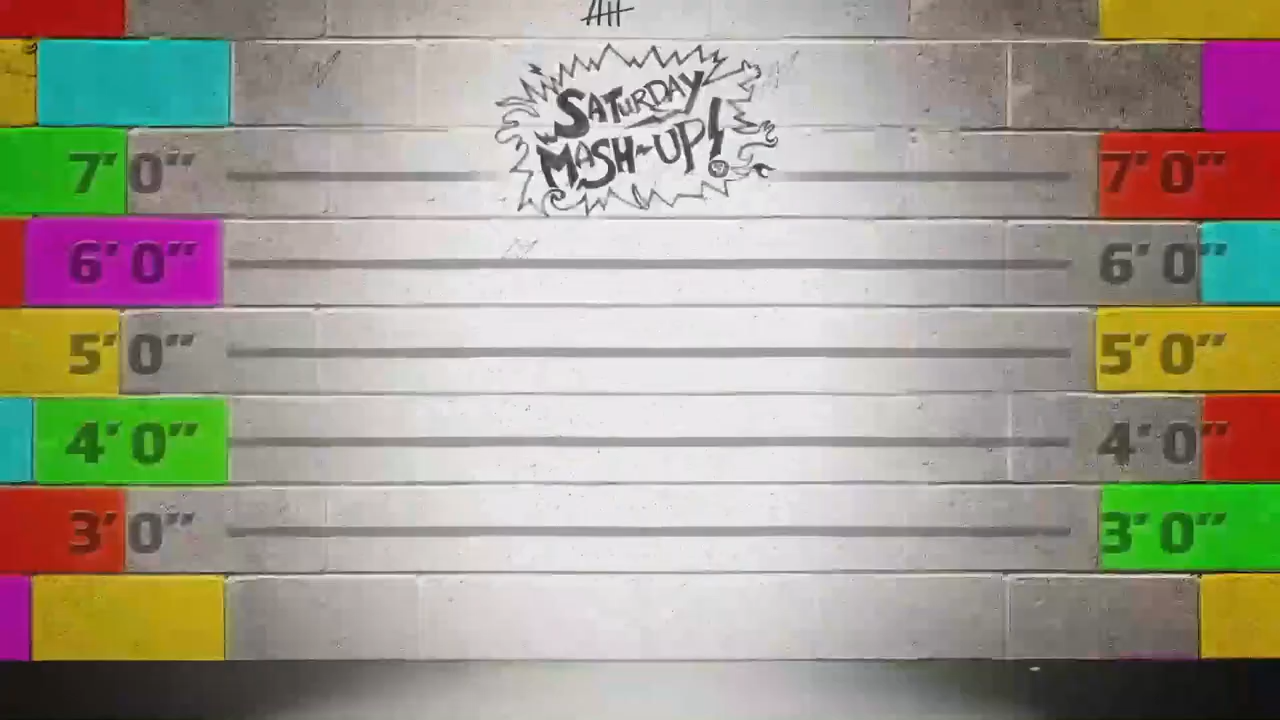 SATURDAY
MASH-UP!
7' 0" 7' 0"
6' 0" 6' 0"
5' 0" 5' 0"
4' 0" 4' 0"
3' 0" 3' 0"